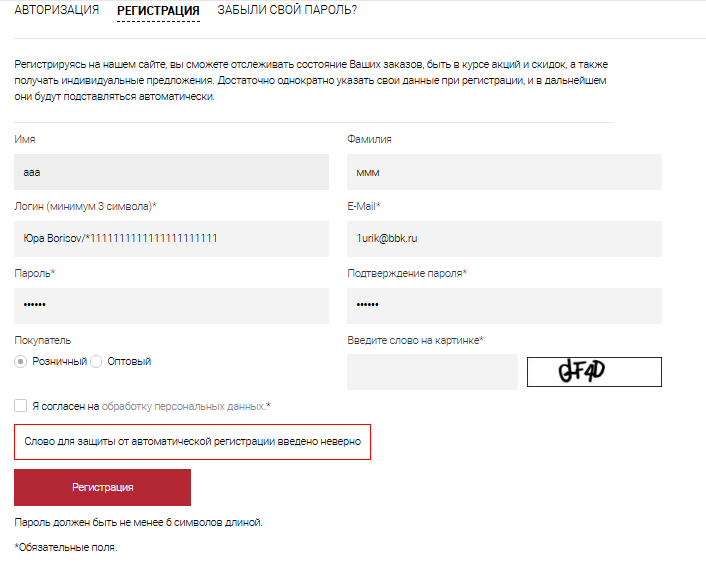 АВТОРИЗАЦИЯ РЕГИСТРАЦИЯ ЗАБЫЛИ СВОЙ ПАРОЛЬ?
Регистрируясь на нашем сайте, вы сможете отслеживать состояние Ваших заказов, быть в курсе акций и скидок, а также
получать индивидуальные предложения. Достаточно однократно указать свои данные при регистрации, и в дальнейшем
они будут подставляться автоматически.
Имя Фамилия
ааа ммм
Логин (минимум 3 символа)* E-Mail*
Юра Borisov/*1111111111111111111111 1urik@bbk.ru
Пароль* Подтверждение пароля*
•••••• ••••••
Покупатель Введите слово на картинке*
Розничный Оптовый
Я согласен на обработку персональных данных.*
Слово для защиты от автоматической регистрации введено неверно
Регистрация
Пароль должен быть не менее 6 символов длиной.
*Обязательные поля.